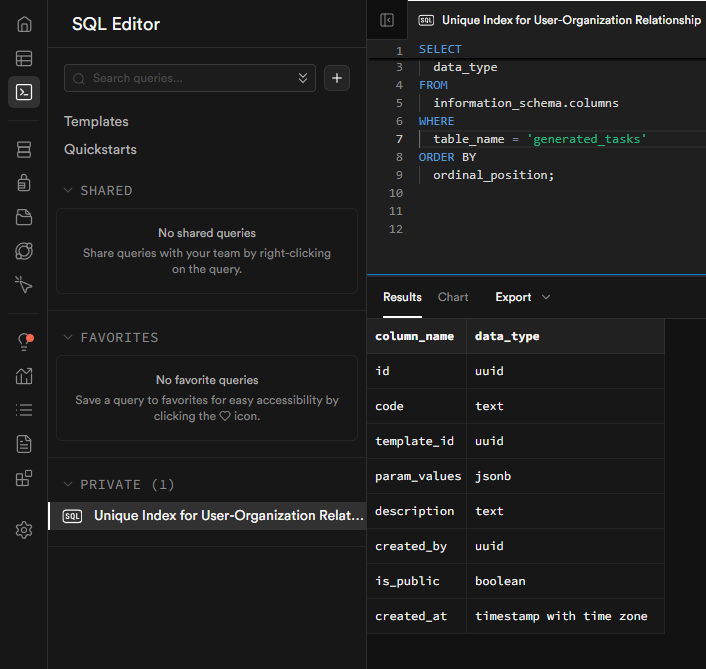 SQL Editor
Search queries...
Templates
Quickstarts
SHARED
No shared queries
Share queries with your team by right-clicking
on the query.
FAVORITES
No favorite queries
Save a query to favorites for easy accessibility by
clicking the ♡ icon.
PRIVATE (1)
SQL Unique Index for User-Organization Relat...
SQL Unique Index for User-Organization Relationship
1 SELECT
3 data_type
4 FROM
5 information_schema.columns
6 WHERE
7 table_name = 'generated_tasks'
8 ORDER BY
9 ordinal_position;
10
11
12
Results Chart Export
column_name data_type
id uuid
code text
template_id uuid
param_values jsonb
description text
created_by uuid
is_public boolean
created_at timestamp with time zone